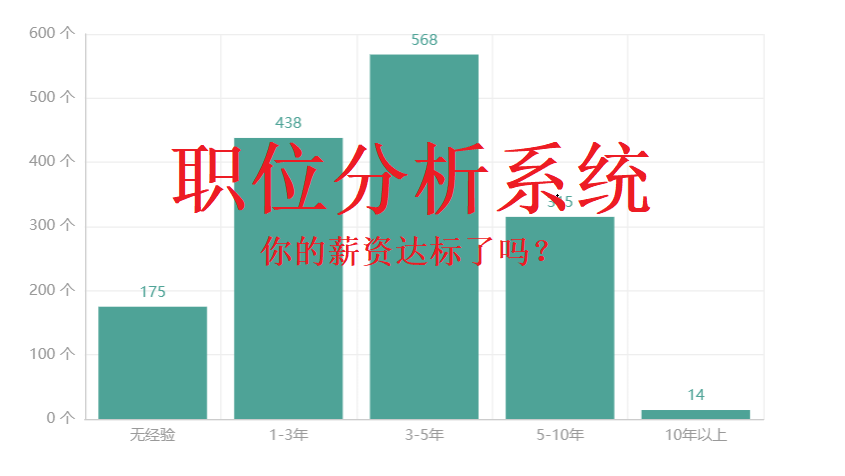 600 个
568
500 个
438
400 个
职位分析系统
300 个
你的薪资达标了吗？
200 个
175
100 个
14
0 个
无经验 1-3年 3-5年 5-10年 10年以上